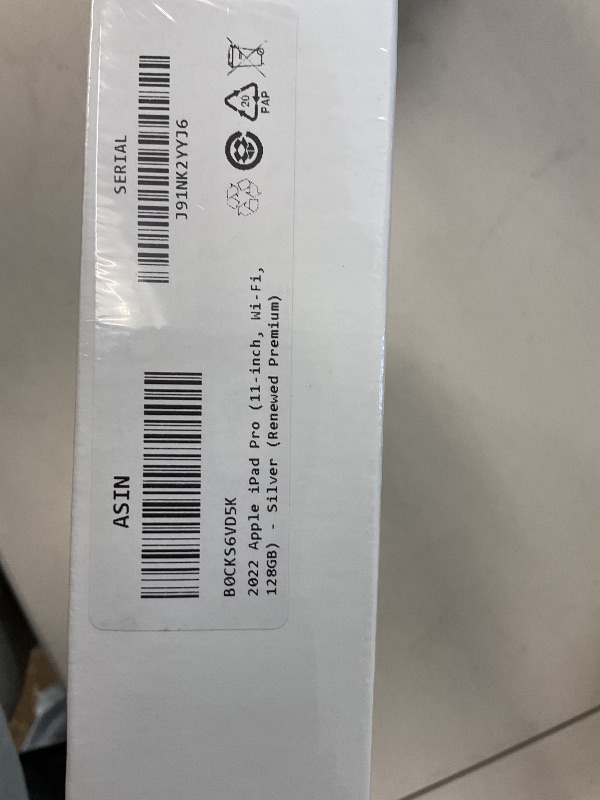 ASIN
B0CKS6VD5K
2022 Apple iPad Pro (11-inch, Wi-Fi,
128GB) - Silver (Renewed Premium)
SERIAL
J91NK2YYJ6
20
PAP